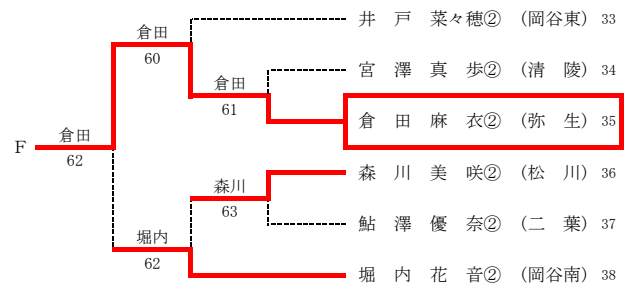 井 戸 菜々穂② (岡谷東) 33
倉田
60
宮 澤 真 歩② (清 陵) 34
倉田
61
倉 田 麻 衣② (弥 生) 35
F 倉田
62
森 川 美 咲② (松 川) 36
森川
63
鮎 澤 優 奈② (二 葉) 37
堀内
62
堀 内 花 音② (岡谷南) 38